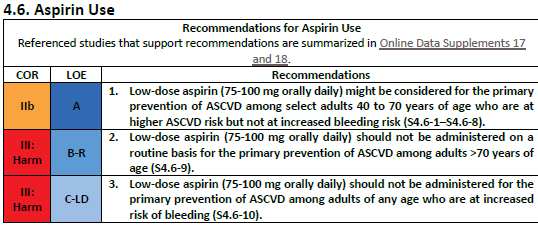 4.6. Aspirin Use
Recommendations for Aspirin Use
Referenced studies that support recommendations are summarized in Online Data Supplements 17
and 18.
COR LOE Recommendations
IIb A 1. Low-dose aspirin (75-100 mg orally daily) might be considered for the primary
prevention of ASCVD among select adults 40 to 70 years of age who are at
higher ASCVD risk but not at increased bleeding risk (S4.6-1–S4.6-8).
III: Harm B-R 2. Low-dose aspirin (75-100 mg orally daily) should not be administered on a
routine basis for the primary prevention of ASCVD among adults >70 years of
age (S4.6-9).
III: Harm C-LD 3. Low-dose aspirin (75-100 mg orally daily) should not be administered for the
primary prevention of ASCVD among adults of any age who are at increased
risk of bleeding (S4.6-10).